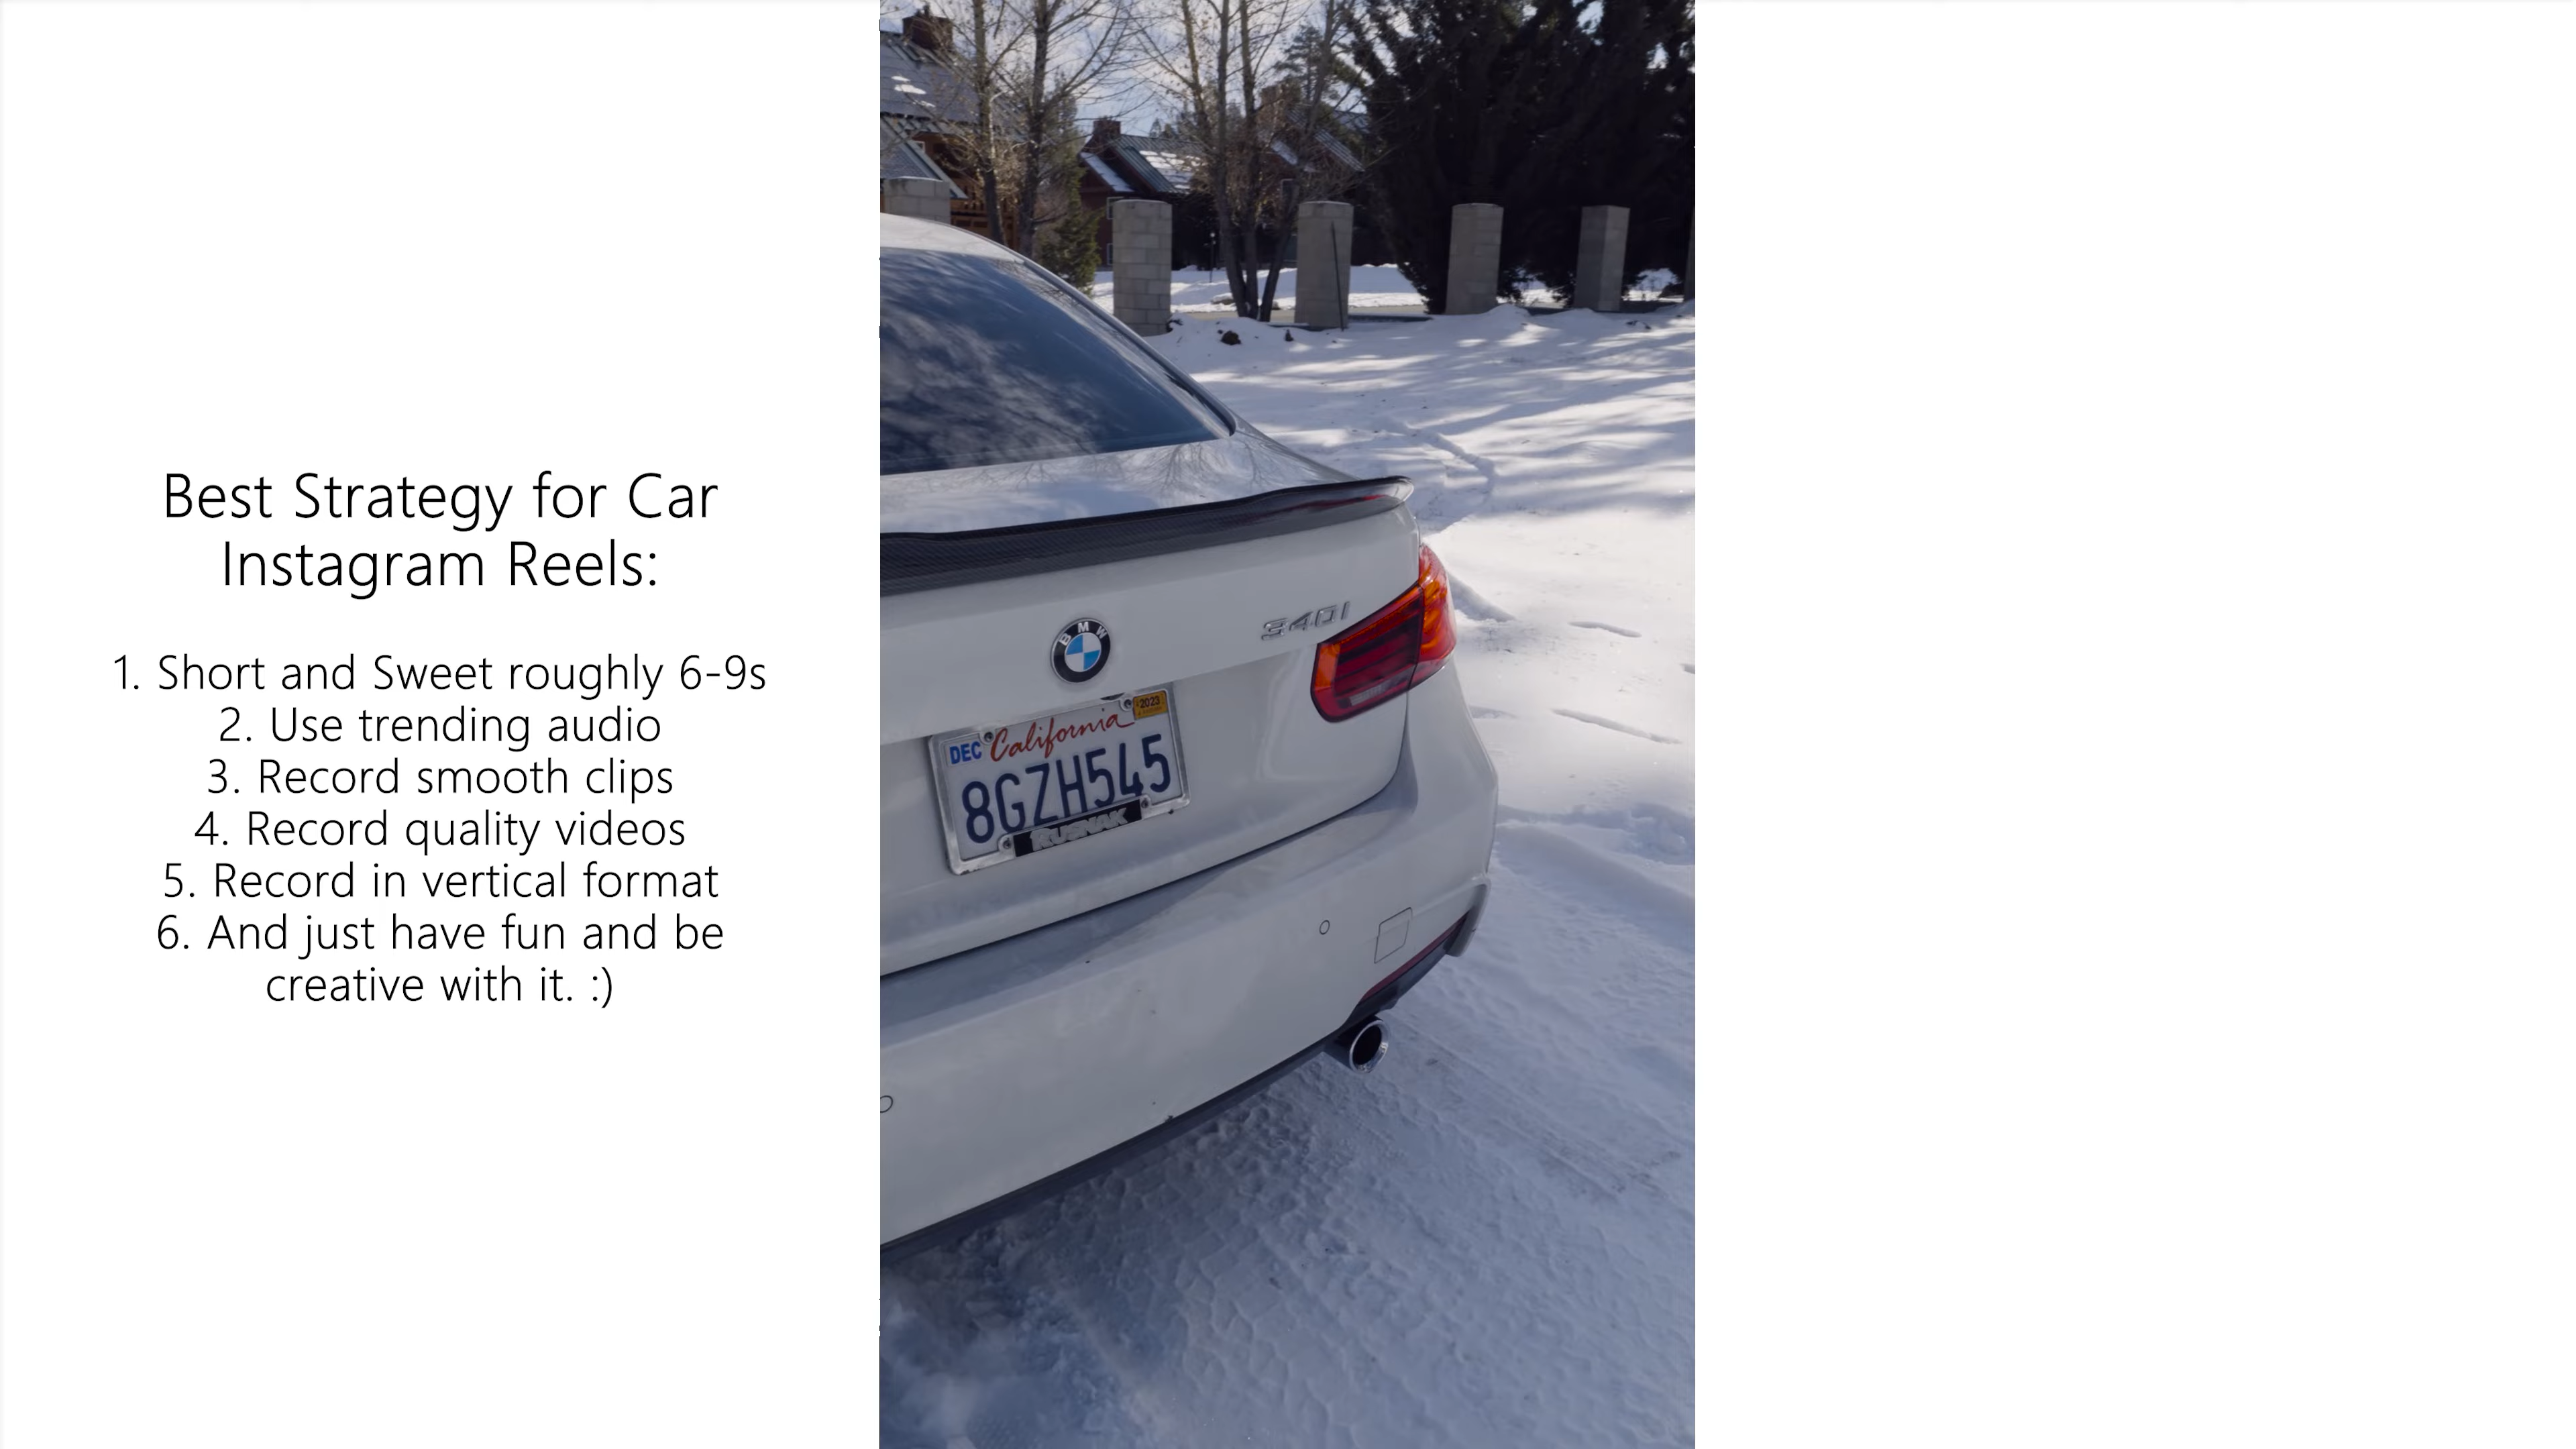 Best Strategy for Car
Instagram Reels:
1. Short and Sweet roughly 6-9s
2. Use trending audio
3. Record smooth clips
4. Record quality videos
5. Record in vertical format
6. And just have fun and be
creative with it. :)
BMW
340i
DEC California 2023
8GZH545
RUSNAK